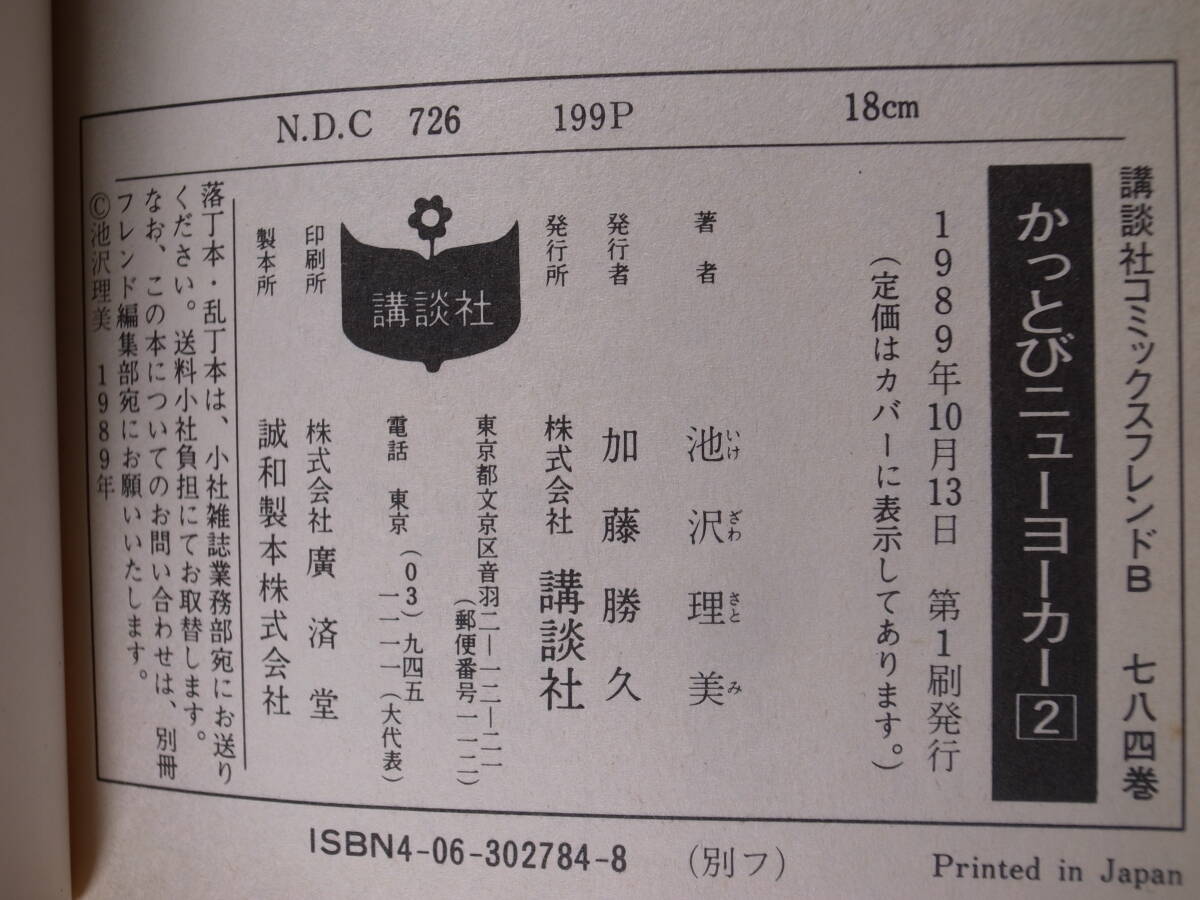 N.D.C 726 199P 18cm
講談社コミックスフレンドB 七八四巻
かっとびニューヨーカー 2
1989年10月13日 第1刷発行
(定価はカバーに表示してあります。)
著者 池沢理美
いけざわさとみ
発行者 加藤勝久
発行所 株式会社 講談社
東京都文京区音羽二―一二―二一
(郵便番号一一二)
電話 東京 (03)九四五
一一一一(大代表)
講談社
印刷所 株式会社 廣済堂
製本所 誠和製本株式会社
落丁本・乱丁本は、小社雑誌業務部宛にお送り
ください。送料小社負担にてお取替します。
なお、この本についてのお問い合わせは、別冊
フレンド編集部宛にお願いいたします。
©池沢理美 1989年
ISBN4-06-302784-8 (別フ)
Printed in Japan